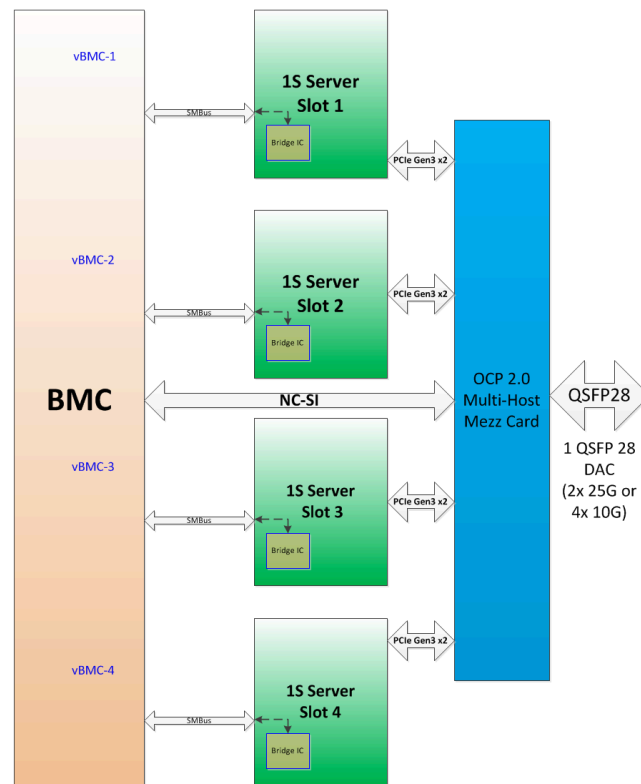 vBMC-1
SMBus
1S Server
Slot 1
Bridge IC
PCIe Gen3 x2
vBMC-2
SMBus
1S Server
Slot 2
Bridge IC
PCIe Gen3 x2
BMC
NC-SI
OCP 2.0
Multi-Host
Mezz Card
QSFP28
1 QSFP 28
DAC
(2x 25G or
4x 10G)
vBMC-3
SMBus
1S Server
Slot 3
Bridge IC
PCIe Gen3 x2
vBMC-4
SMBus
1S Server
Slot 4
Bridge IC
PCIe Gen3 x2